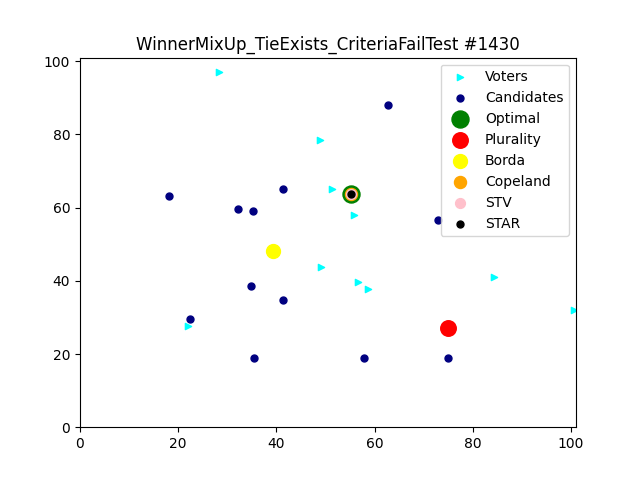 WinnerMixUp_TieExists_CriteriaFailTest #1430
100
80
60
40
20
0
0
20
40
60
80
100
Voters
Candidates
Optimal
Plurality
Borda
Copeland
STV
STAR